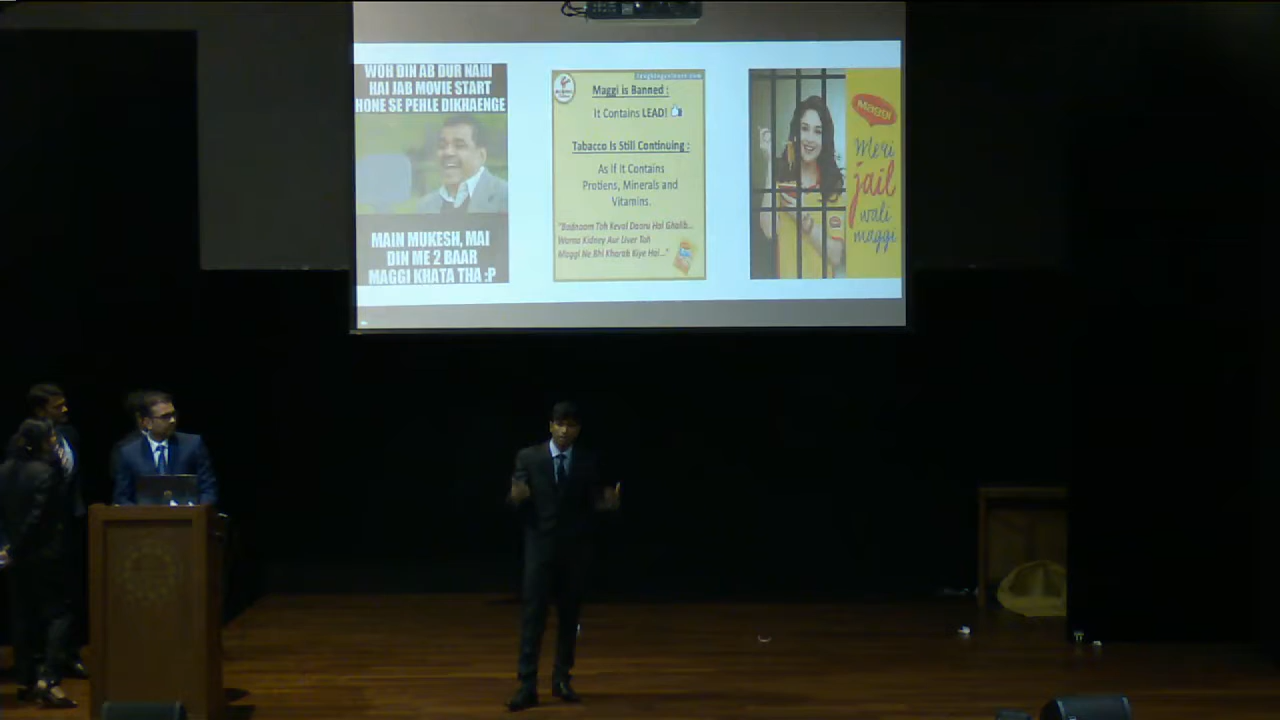 WOH DIN AB DUR NAHI
HAI JAB MOVIE START
HONE SE PEHLE DIKHAENGE
MAIN MUKESH, MAI
DIN ME 2 BAAR
MAGGI KHATA THA :P
Maggi is Banned :
It Contains LEAD!
Tabacco Is Still Continuing :
As If It Contains
Protiens, Minerals and
Vitamins.
"Badnaam Toh Keval Daaru Hai Ghalib...
Warna Kidney Aur Liver Toh
Maggi Ne Bhi Kharab Kiye Hai..."
Maggi
Meri
jail
wali
maggi